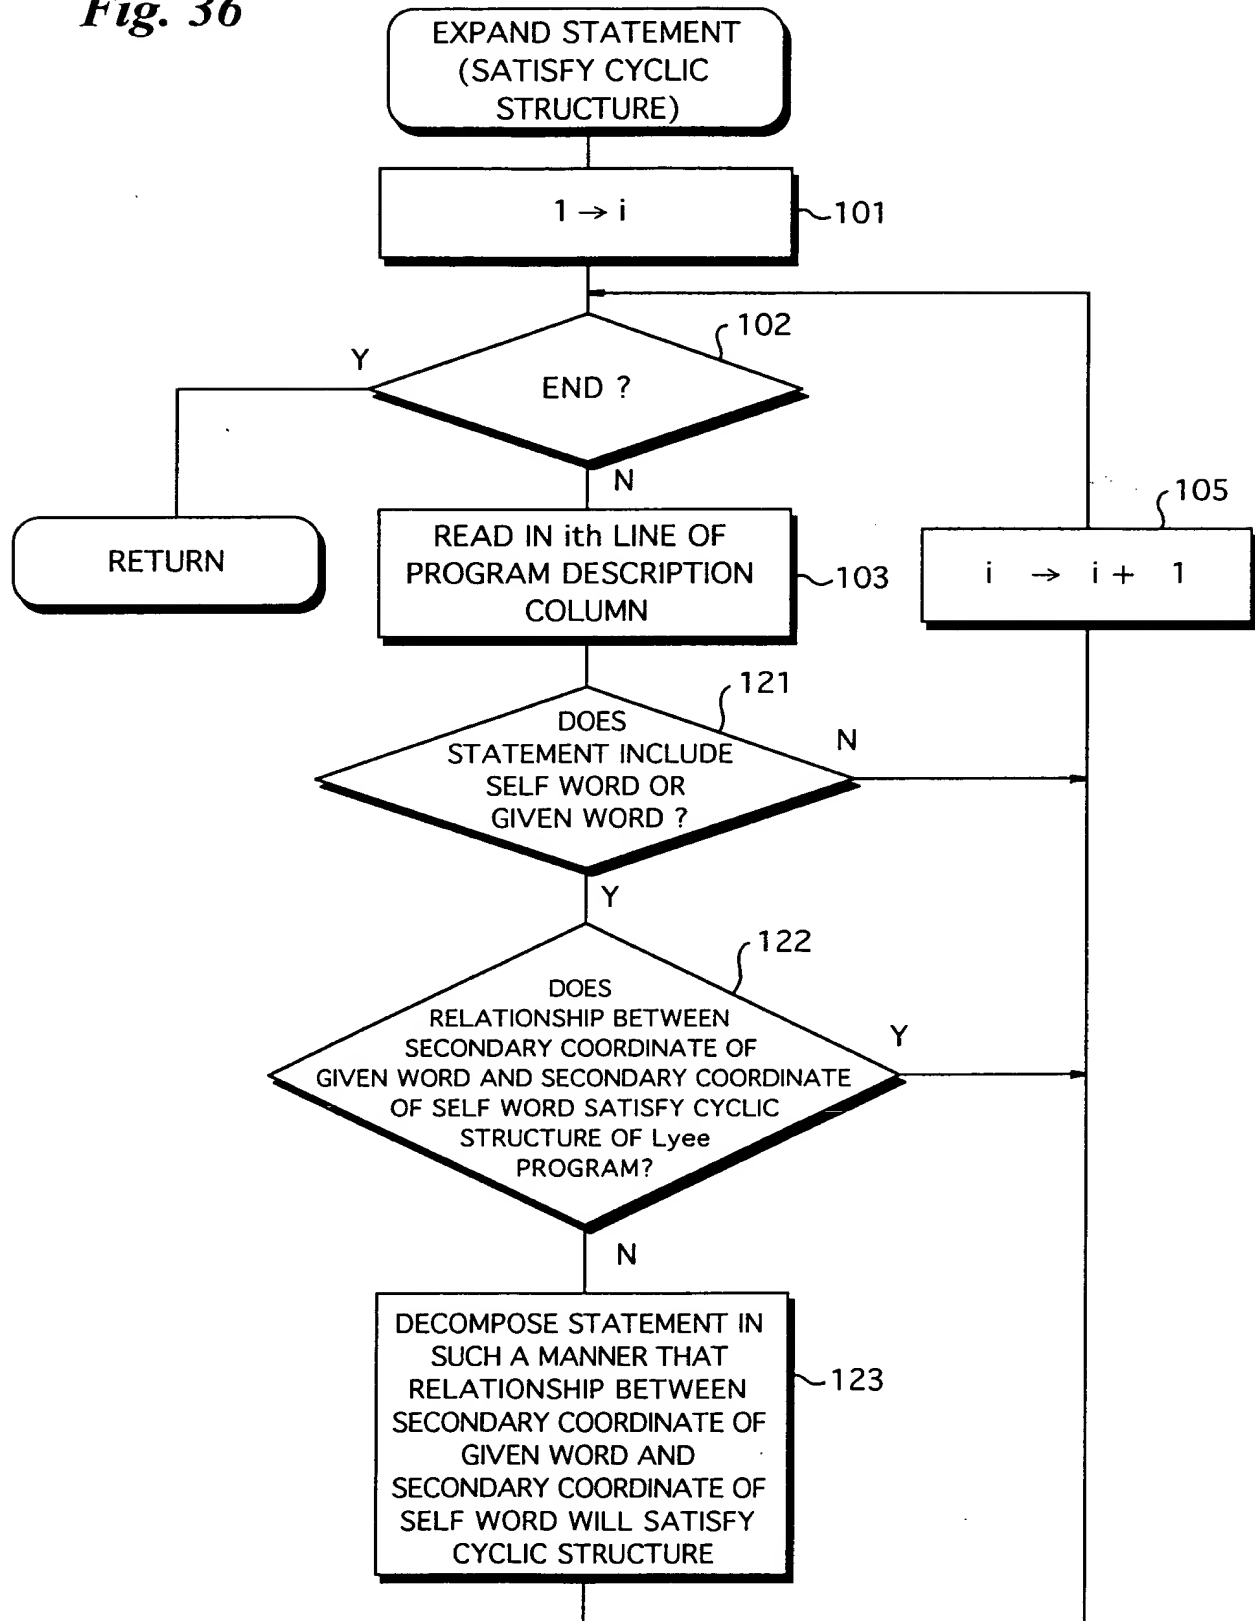 Fig. 36
EXPAND STATEMENT
(SATISFY CYCLIC
STRUCTURE)
1 → i
101
102
Y
END ?
N
105
RETURN
READ IN ith LINE OF
PROGRAM DESCRIPTION
COLUMN
103
i → i + 1
121
DOES
STATEMENT INCLUDE
SELF WORD OR
GIVEN WORD ?
N
Y
122
DOES
RELATIONSHIP BETWEEN
SECONDARY COORDINATE OF
GIVEN WORD AND SECONDARY COORDINATE
OF SELF WORD SATISFY CYCLIC
STRUCTURE OF Lyee
PROGRAM?
Y
N
DECOMPOSE STATEMENT IN
SUCH A MANNER THAT
RELATIONSHIP BETWEEN
SECONDARY COORDINATE OF
GIVEN WORD AND
SECONDARY COORDINATE OF
SELF WORD WILL SATISFY
CYCLIC STRUCTURE
123